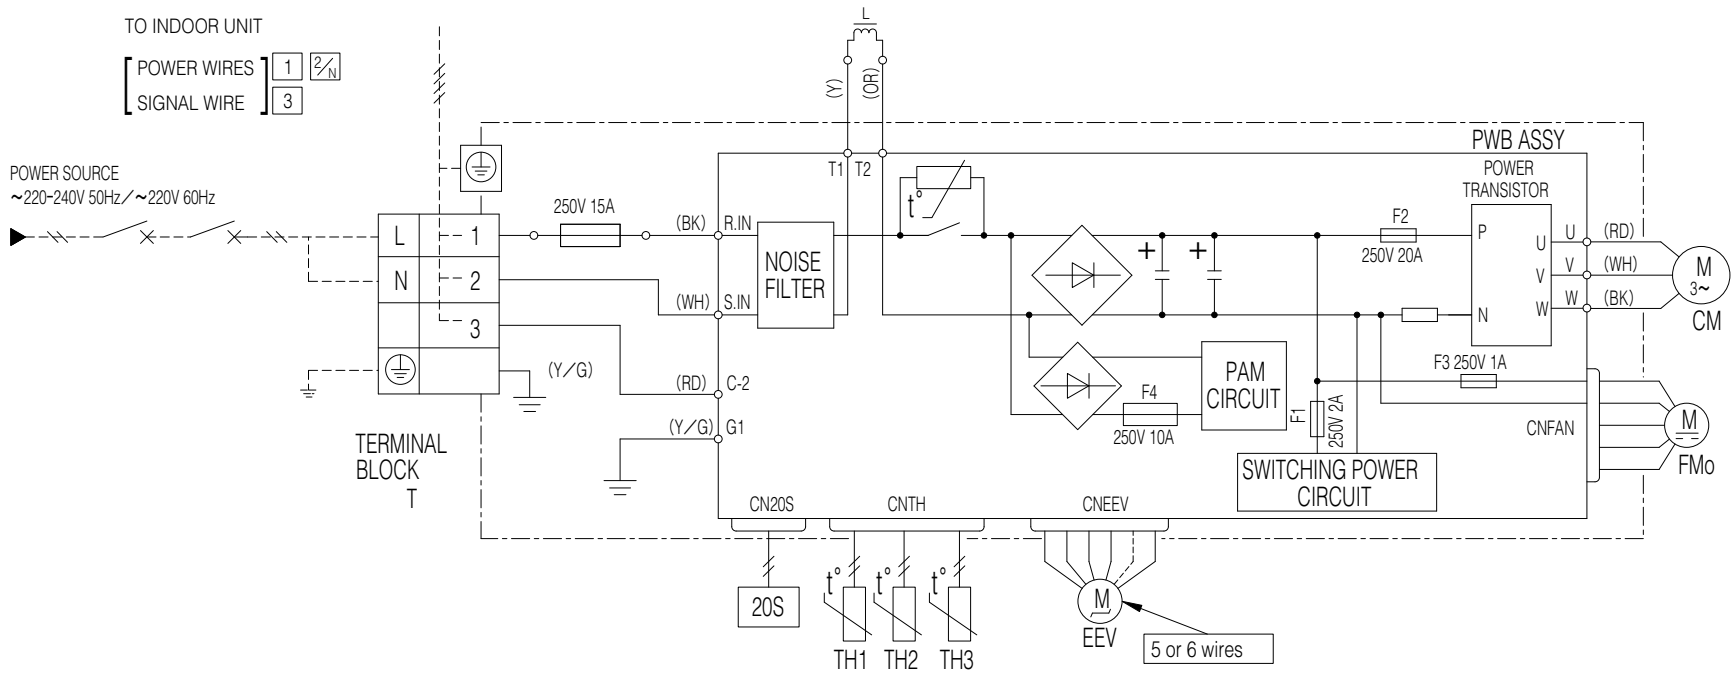 TO INDOOR UNIT
POWER WIRES 1 2/N
SIGNAL WIRE 3
POWER SOURCE
~220-240V 50Hz/~220V 60Hz
L 1
N 2
3
(Y/G)
TERMINAL
BLOCK
T
250V 15A
(BK) R.IN
(WH) S.IN
(RD) C-2
(Y/G) G1
NOISE
FILTER
L
(Y) (OR)
T1 T2
t°
PWB ASSY
POWER
TRANSISTOR
F2
250V 20A
P
N
U
V
W
U (RD)
V (WH)
W (BK)
M
3~
CM
PAM
CIRCUIT
F4
250V 10A
F3 250V 1A
F1
250V 2A
SWITCHING POWER
CIRCUIT
CNFAN
M
FMo
CN20S
CNTH
CNEEV
20S
t° t° t°
TH1 TH2 TH3
M
EEV
5 or 6 wires